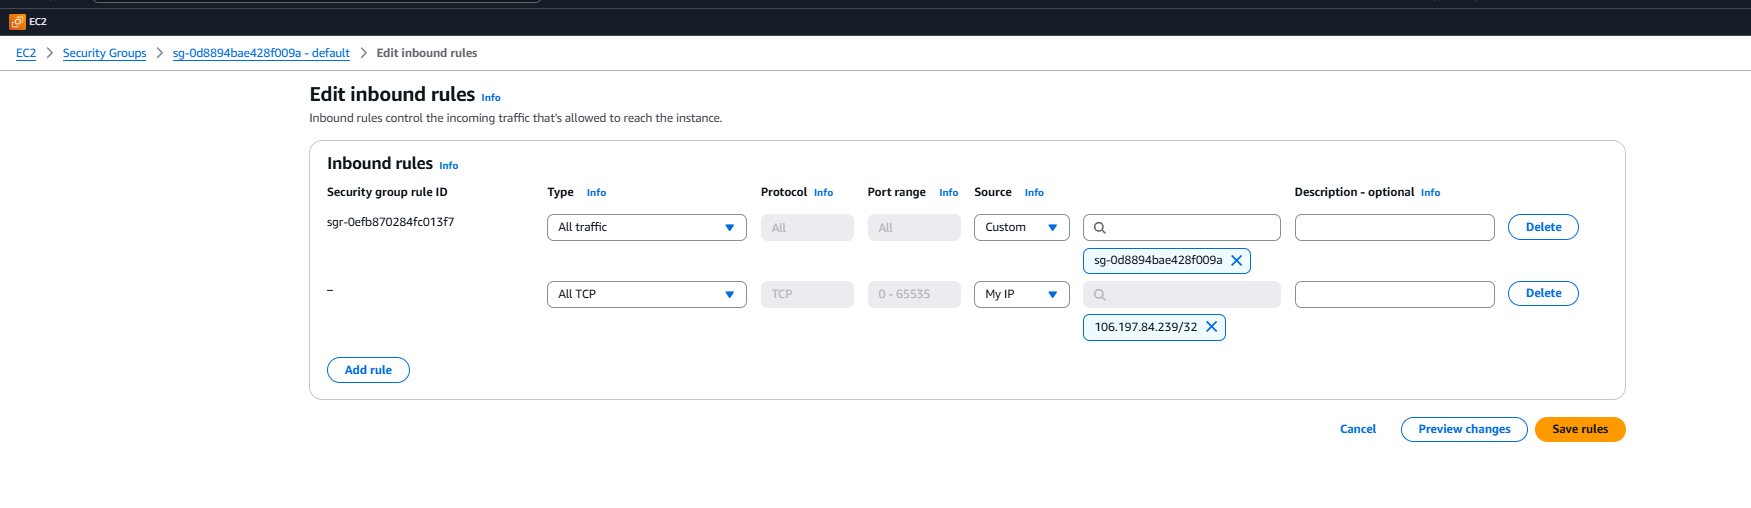 EC2
EC2 > Security Groups > sg-0d8894bae428f009a - default > Edit inbound rules
Edit inbound rules Info
Inbound rules control the incoming traffic that's allowed to reach the instance.
Inbound rules Info
Security group rule ID Type Info Protocol Info Port range Info Source Info Description - optional Info
sgr-0efb870284fc013f7 All traffic All All Custom Delete
sg-0d8894bae428f009a
– All TCP TCP 0 - 65535 My IP Delete
106.197.84.239/32
Add rule
Cancel Preview changes Save rules